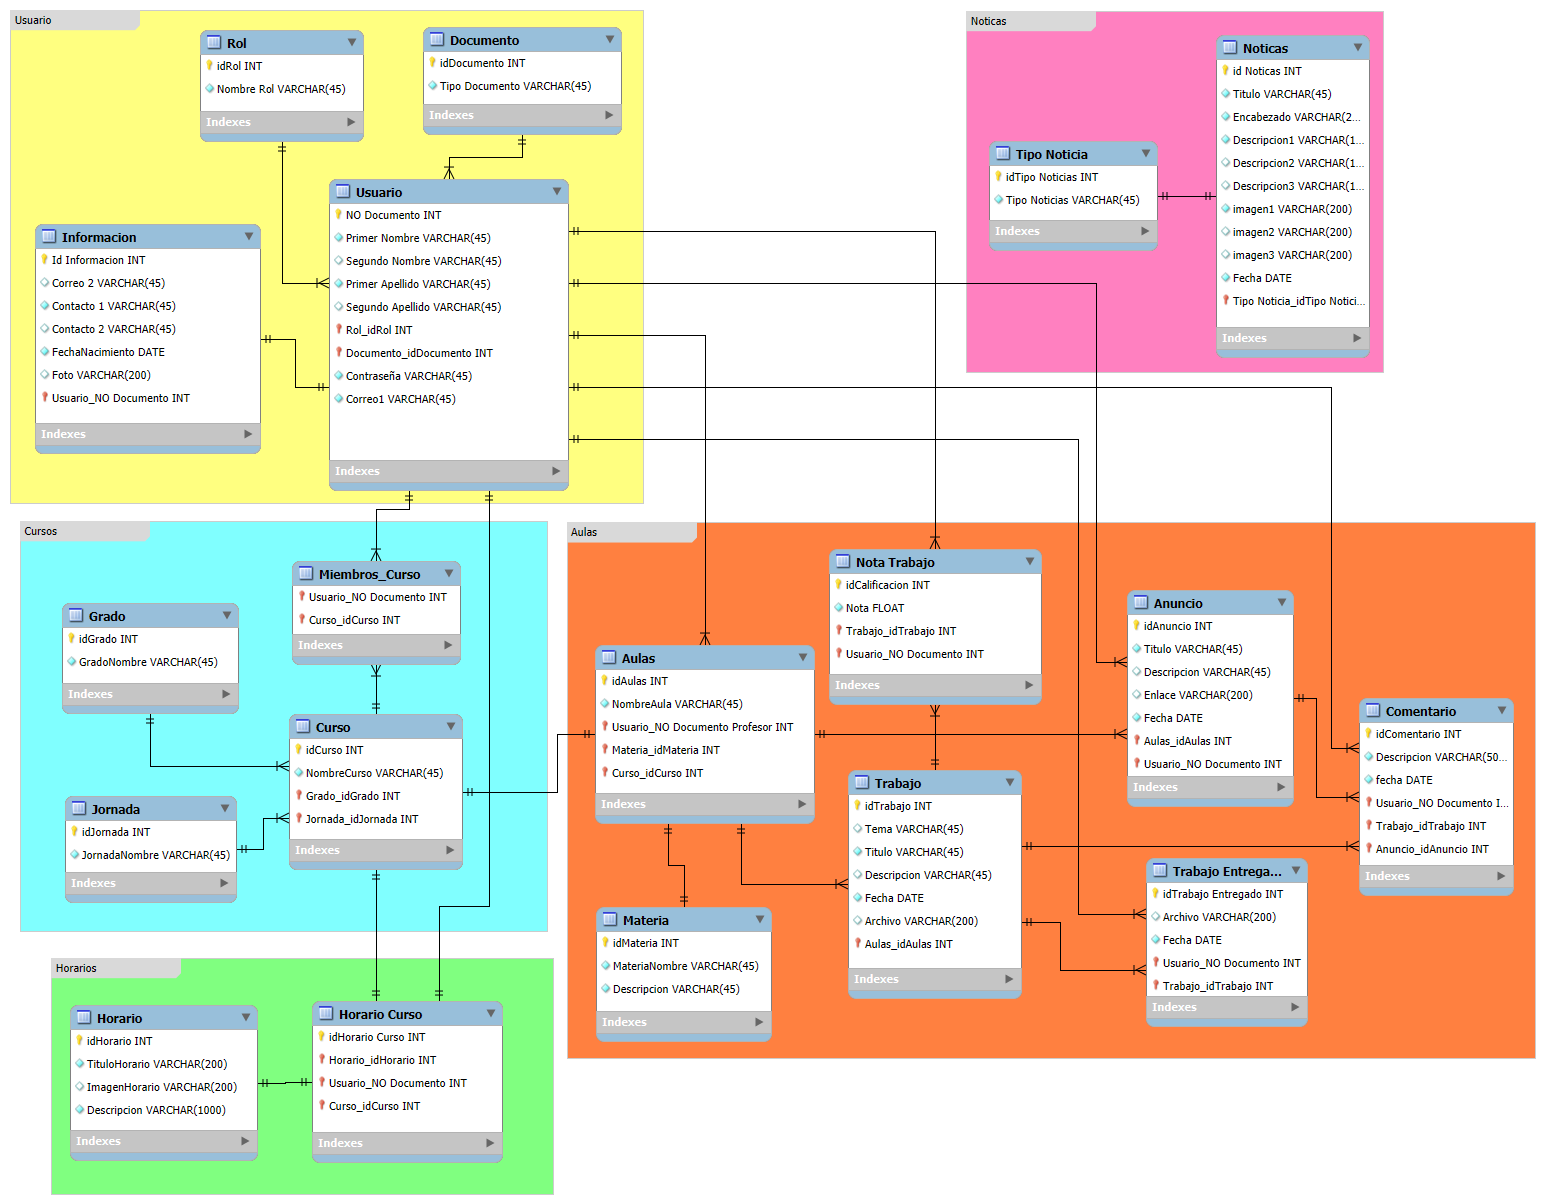 Usuario
Rol
idRol INT
Nombre Rol VARCHAR(45)
Indexes
Documento
idDocumento INT
Tipo Documento VARCHAR(45)
Indexes
Usuario
NO Documento INT
Primer Nombre VARCHAR(45)
Segundo Nombre VARCHAR(45)
Primer Apellido VARCHAR(45)
Segundo Apellido VARCHAR(45)
Rol_idRol INT
Documento_idDocumento INT
Contraseña VARCHAR(45)
Correo1 VARCHAR(45)
Indexes
Informacion
Id Informacion INT
Correo 2 VARCHAR(45)
Contacto 1 VARCHAR(45)
Contacto 2 VARCHAR(45)
FechaNacimiento DATE
Foto VARCHAR(200)
Usuario_NO Documento INT
Indexes
Noticas
Noticas
id Noticas INT
Titulo VARCHAR(45)
Encabezado VARCHAR(2...
Descripcion1 VARCHAR(1...
Descripcion2 VARCHAR(1...
Descripcion3 VARCHAR(1...
imagen1 VARCHAR(200)
imagen2 VARCHAR(200)
imagen3 VARCHAR(200)
Fecha DATE
Tipo Noticia_idTipo Notici...
Indexes
Tipo Noticia
idTipo Noticias INT
Tipo Noticias VARCHAR(45)
Indexes
Cursos
Miembros_Curso
Usuario_NO Documento INT
Curso_idCurso INT
Indexes
Grado
idGrado INT
GradoNombre VARCHAR(45)
Indexes
Curso
idCurso INT
NombreCurso VARCHAR(45)
Grado_idGrado INT
Jornada_idJornada INT
Indexes
Jornada
idJornada INT
JornadaNombre VARCHAR(45)
Indexes
Horarios
Horario
idHorario INT
TituloHorario VARCHAR(200)
ImagenHorario VARCHAR(200)
Descripcion VARCHAR(1000)
Indexes
Horario Curso
idHorario Curso INT
Horario_idHorario INT
Usuario_NO Documento INT
Curso_idCurso INT
Indexes
Aulas
Nota Trabajo
idCalificacion INT
Nota FLOAT
Trabajo_idTrabajo INT
Usuario_NO Documento INT
Indexes
Aulas
idAulas INT
NombreAula VARCHAR(45)
Usuario_NO Documento Profesor INT
Materia_idMateria INT
Curso_idCurso INT
Indexes
Anuncio
idAnuncio INT
Titulo VARCHAR(45)
Descripcion VARCHAR(45)
Enlace VARCHAR(200)
Fecha DATE
Aulas_idAulas INT
Usuario_NO Documento INT
Indexes
Comentario
idComentario INT
Descripcion VARCHAR(50...
fecha DATE
Usuario_NO Documento I...
Trabajo_idTrabajo INT
Anuncio_idAnuncio INT
Indexes
Trabajo
idTrabajo INT
Tema VARCHAR(45)
Titulo VARCHAR(45)
Descripcion VARCHAR(45)
Fecha DATE
Archivo VARCHAR(200)
Aulas_idAulas INT
Indexes
Trabajo Entrega...
idTrabajo Entregado INT
Archivo VARCHAR(200)
Fecha DATE
Usuario_NO Documento INT
Trabajo_idTrabajo INT
Indexes
Materia
idMateria INT
MateriaNombre VARCHAR(45)
Descripcion VARCHAR(45)
Indexes